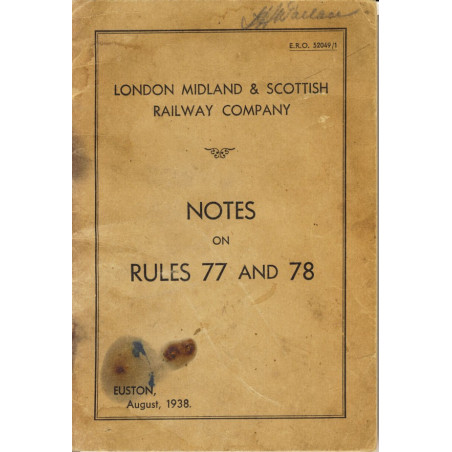 E.R.O. 52049/1
LONDON MIDLAND & SCOTTISH
RAILWAY COMPANY
NOTES
ON
RULES 77 AND 78
EUSTON,
August, 1938.